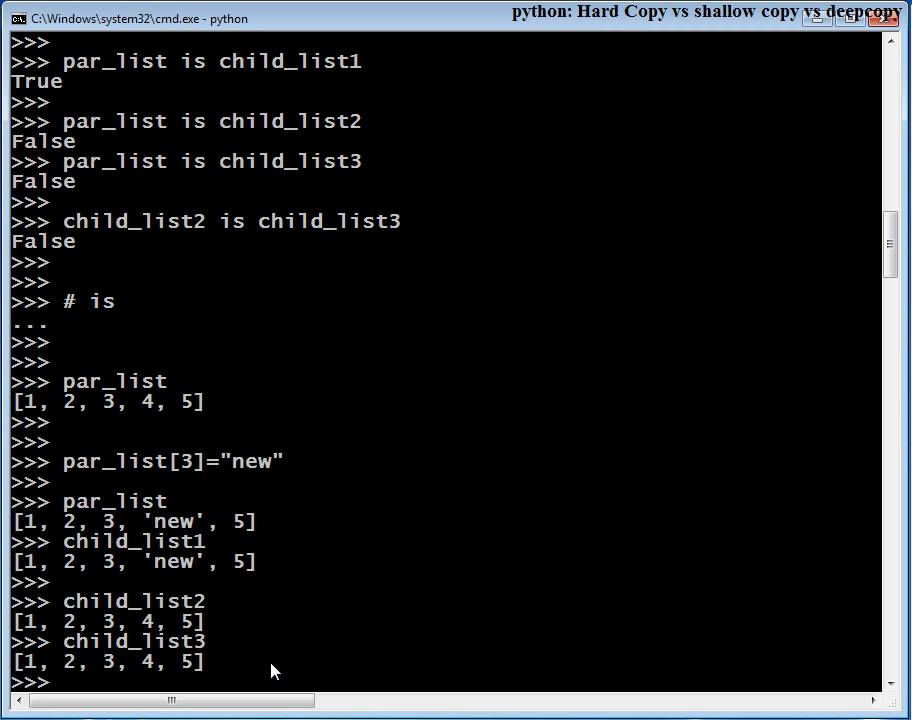 C:\Windows\system32\cmd.exe - python
python: Hard Copy vs shallow copy vs deepcopy
>>>
>>> par_list is child_list1
True
>>>
>>> par_list is child_list2
False
>>> par_list is child_list3
False
>>>
>>> child_list2 is child_list3
False
>>>
>>>
>>> # is
...
>>>
>>>
>>> par_list
[1, 2, 3, 4, 5]
>>>
>>>
>>> par_list[3]="new"
>>>
>>> par_list
[1, 2, 3, 'new', 5]
>>> child_list1
[1, 2, 3, 'new', 5]
>>>
>>> child_list2
[1, 2, 3, 4, 5]
>>> child_list3
[1, 2, 3, 4, 5]
>>>